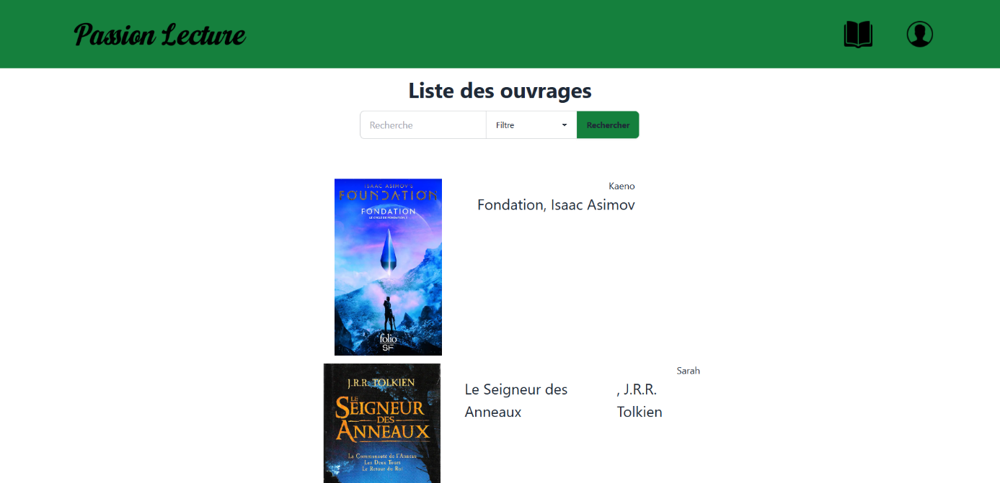 Passion Lecture
Liste des ouvrages
Recherche
Filtre
Rechercher
ISAAC ASIMOV'S
FOUNDATION
FONDATION
LE CYCLE DE FONDATION, I
folio
SF
Kaeno
Fondation, Isaac Asimov
J.R.R. TOLKIEN
LE
SEIGNEUR
DES
ANNEAUX
La Communauté de l'Anneau
Les Deux Tours
Le Retour du Roi
Sarah
Le Seigneur des
Anneaux
, J.R.R.
Tolkien